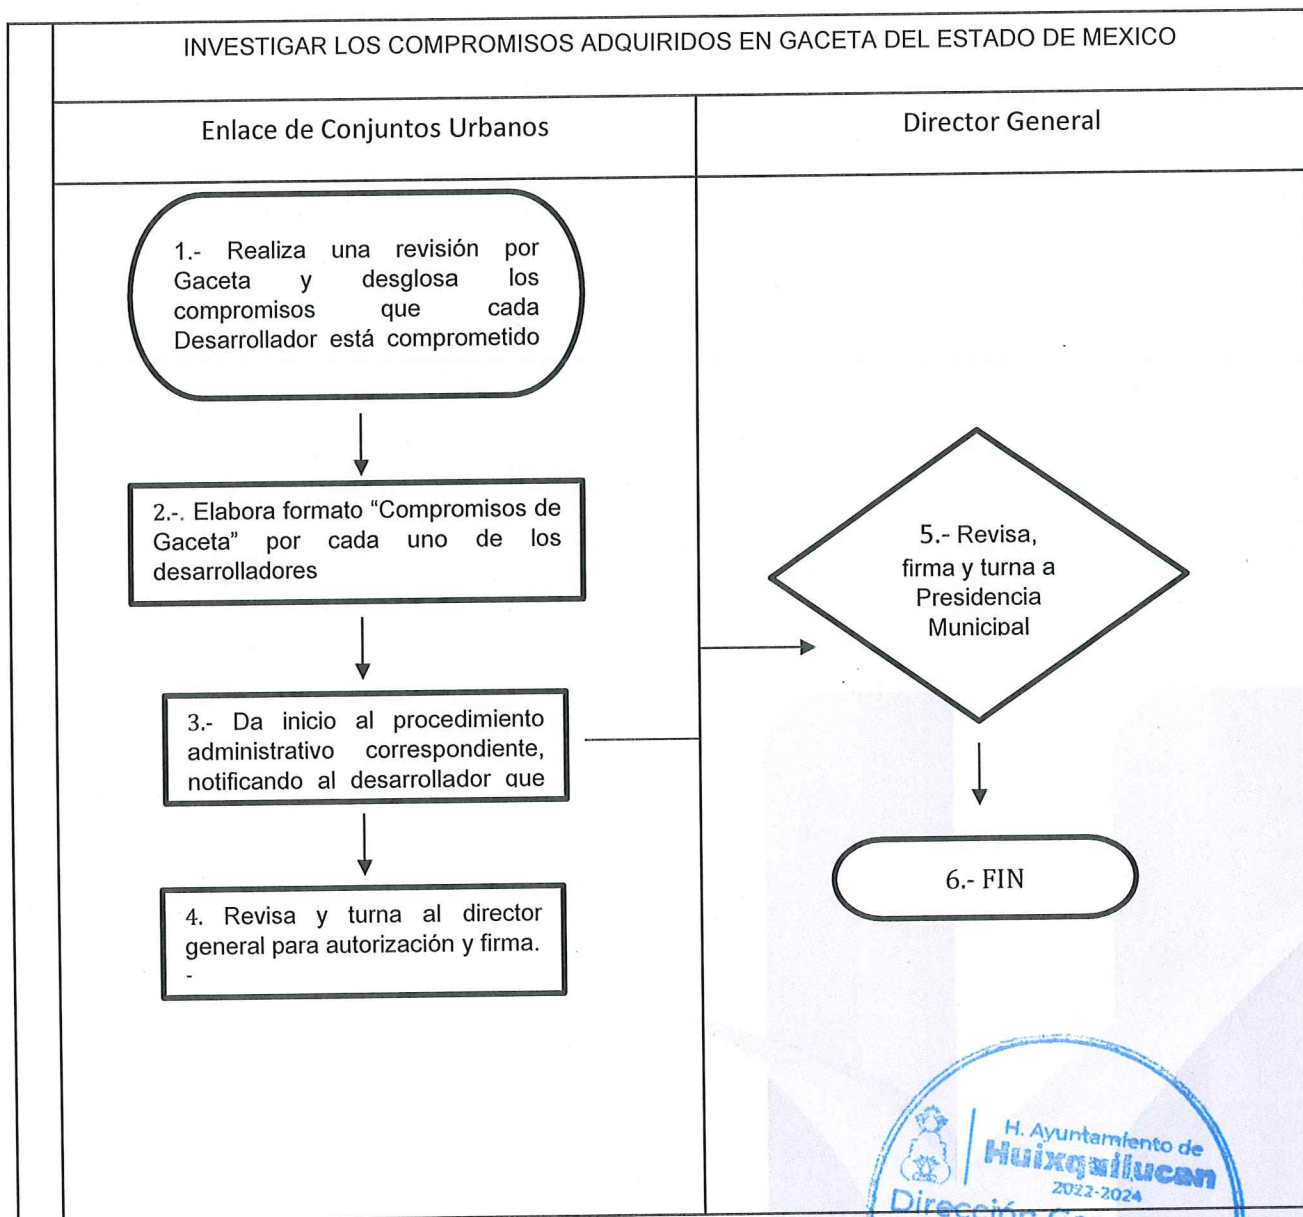 INVESTIGAR LOS COMPROMISOS ADQUIRIDOS EN GACETA DEL ESTADO DE MEXICO
Enlace de Conjuntos Urbanos
Director General
1.- Realiza una revisión por
Gaceta y desglosa los
compromisos que cada
Desarrollador está comprometido
2.-. Elabora formato “Compromisos de
Gaceta” por cada uno de los
desarrolladores
3.- Da inicio al procedimiento
administrativo correspondiente,
notificando al desarrollador que
4. Revisa y turna al director
general para autorización y firma.
-
5.- Revisa,
firma y turna a
Presidencia
Municipal
6.- FIN
H. Ayuntamiento de
Huixquilucan
2022-2024
Dirección